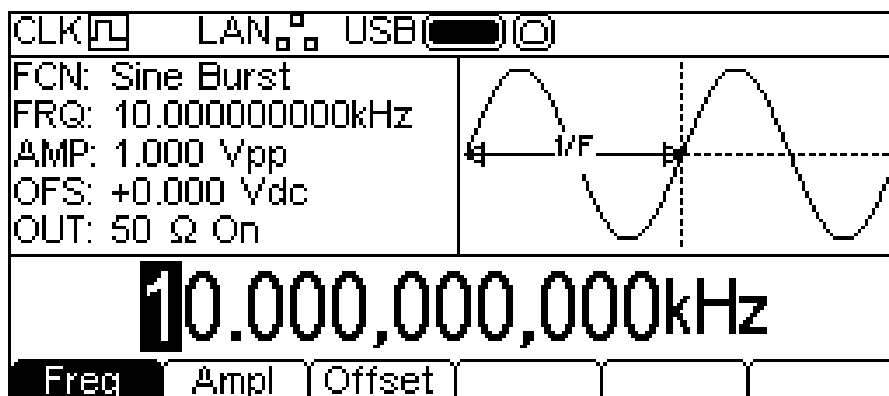 CLK LAN USB
FCN: Sine Burst
FRQ: 10.000000000kHz
AMP: 1.000 Vpp
OFS: +0.000 Vdc
OUT: 50 Ω On
1/F
10.000,000,000kHz
Freq Ampl Offset